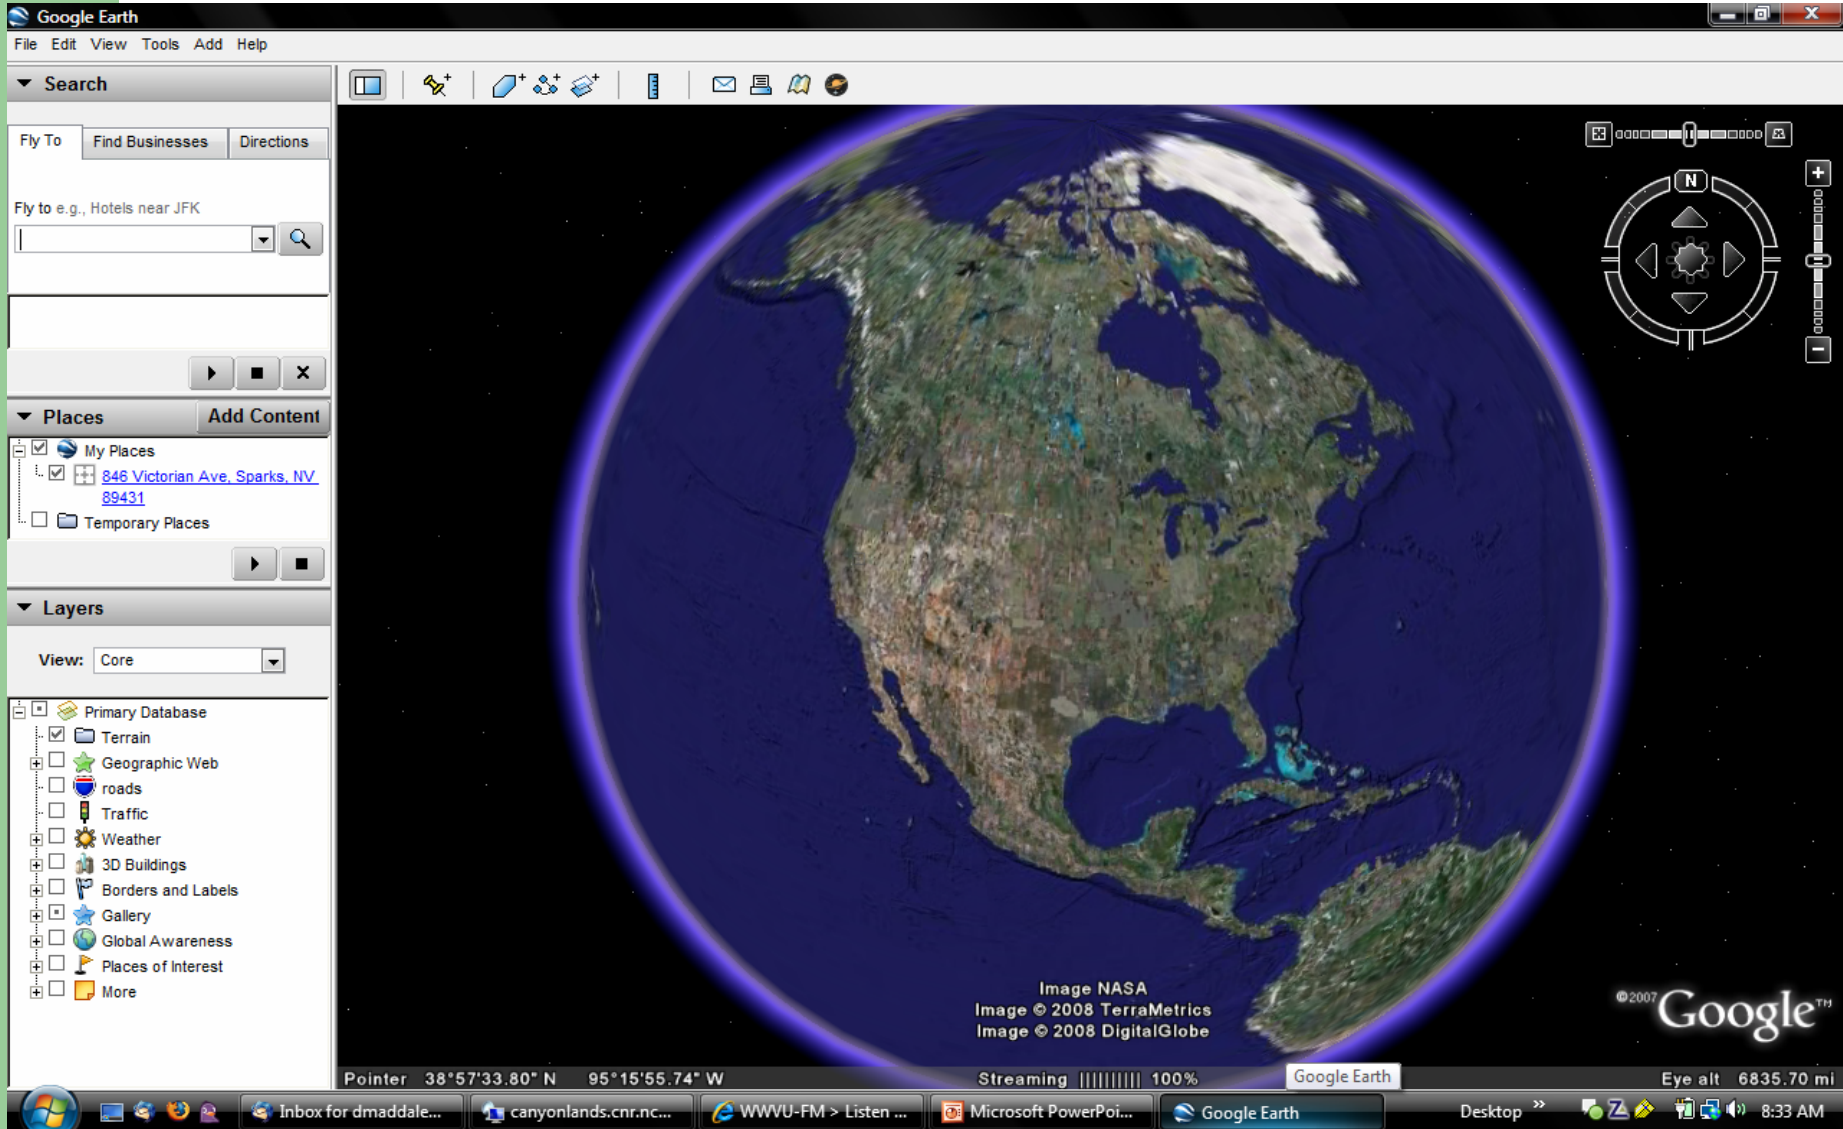 Google Earth
File Edit View Tools Add Help
Search
Fly To
Find Businesses
Directions
Fly to e.g., Hotels near JFK
Places
Add Content
My Places
846 Victorian Ave, Sparks, NV
89431
Temporary Places
Layers
View: Core
Primary Database
Terrain
Geographic Web
roads
Traffic
Weather
3D Buildings
Borders and Labels
Gallery
Global Awareness
Places of Interest
More
N
Image NASA
Image © 2008 TerraMetrics
Image © 2008 DigitalGlobe
©2007 Google™
Pointer 38°57'33.80" N 95°15'55.74" W
Streaming |||||||||| 100%
Google Earth
Eye alt 6835.70 mi
Inbox for dmaddale...
canyonlands.cnr.nc...
WWVU-FM > Listen ...
Microsoft PowerPoi...
Google Earth
Desktop »
8:33 AM